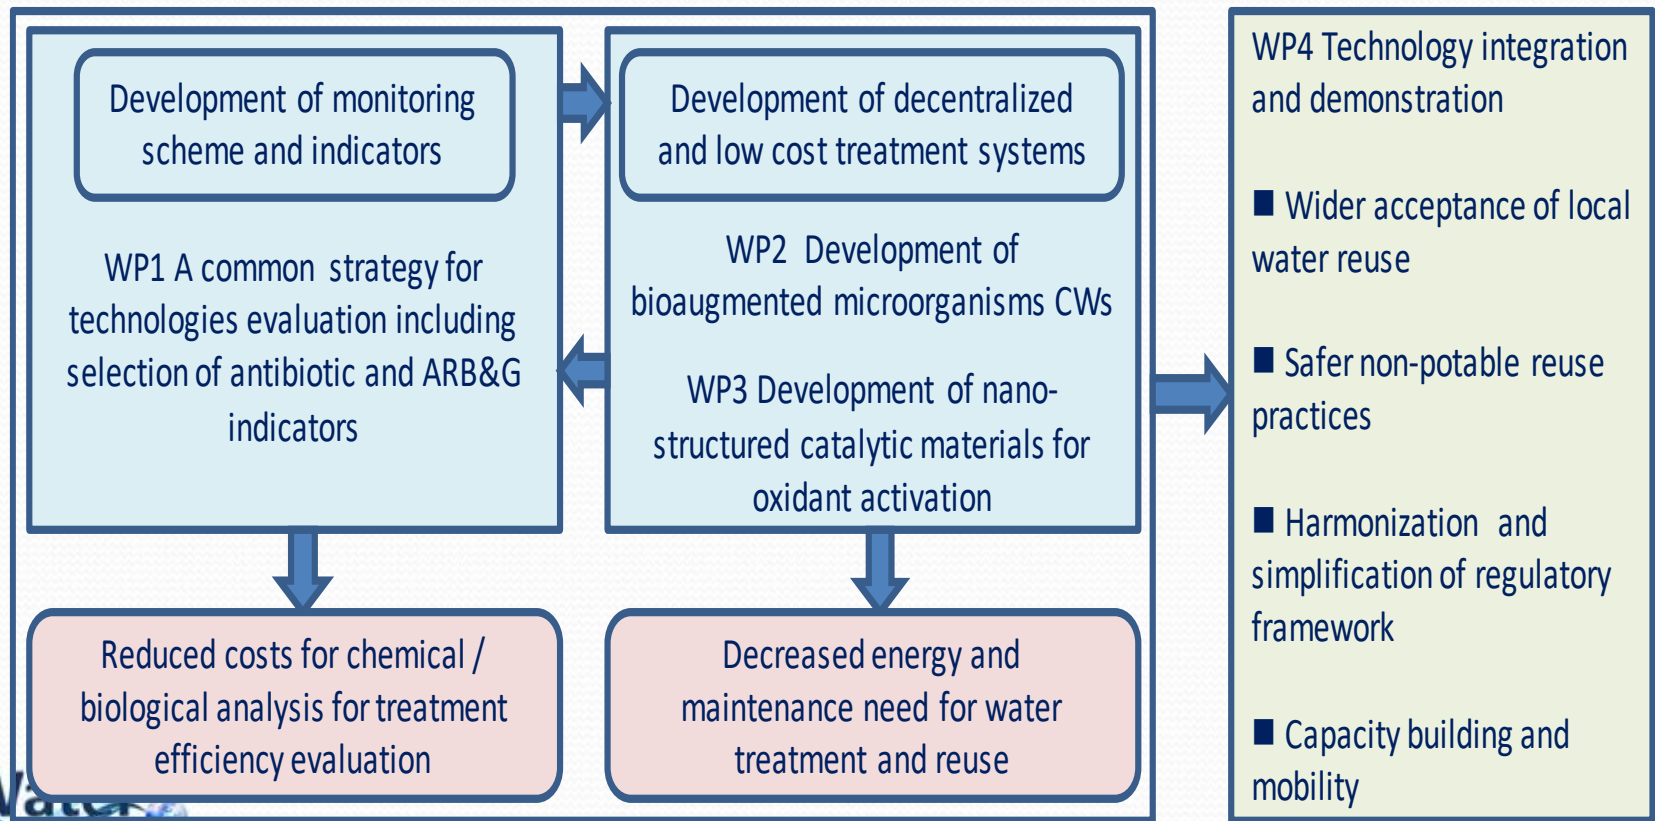 Development of monitoring
scheme and indicators
WP1 A common strategy for
technologies evaluation including
selection of antibiotic and ARB&G
indicators
Development of decentralized
and low cost treatment systems
WP2 Development of
bioaugmented microorganisms CWs
WP3 Development of nano-
structured catalytic materials for
oxidant activation
Reduced costs for chemical /
biological analysis for treatment
efficiency evaluation
Decreased energy and
maintenance need for water
treatment and reuse
WP4 Technology integration
and demonstration
■ Wider acceptance of local
water reuse
■ Safer non-potable reuse
practices
■ Harmonization and
simplification of regulatory
framework
■ Capacity building and
mobility
Water